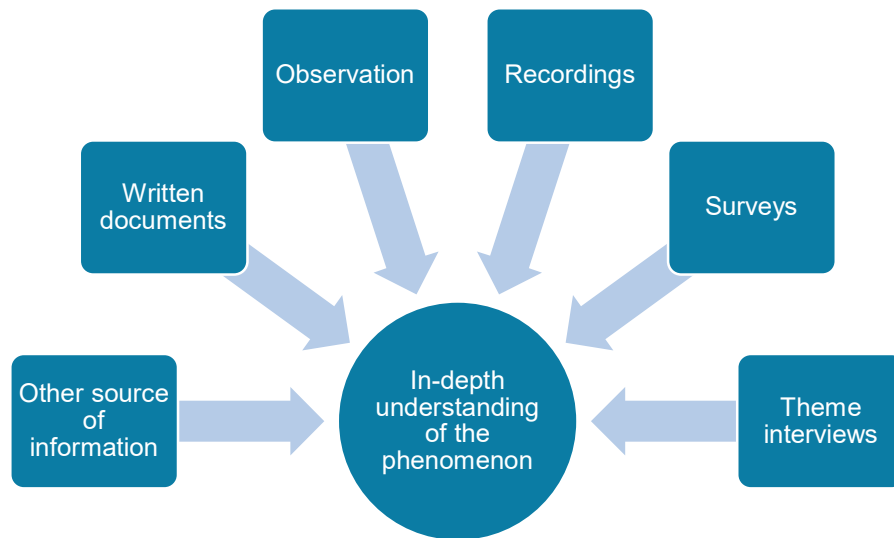 Observation
Recordings
Written
documents
Surveys
Other source
of
information
In-depth
understanding
of the
phenomenon
Theme
interviews